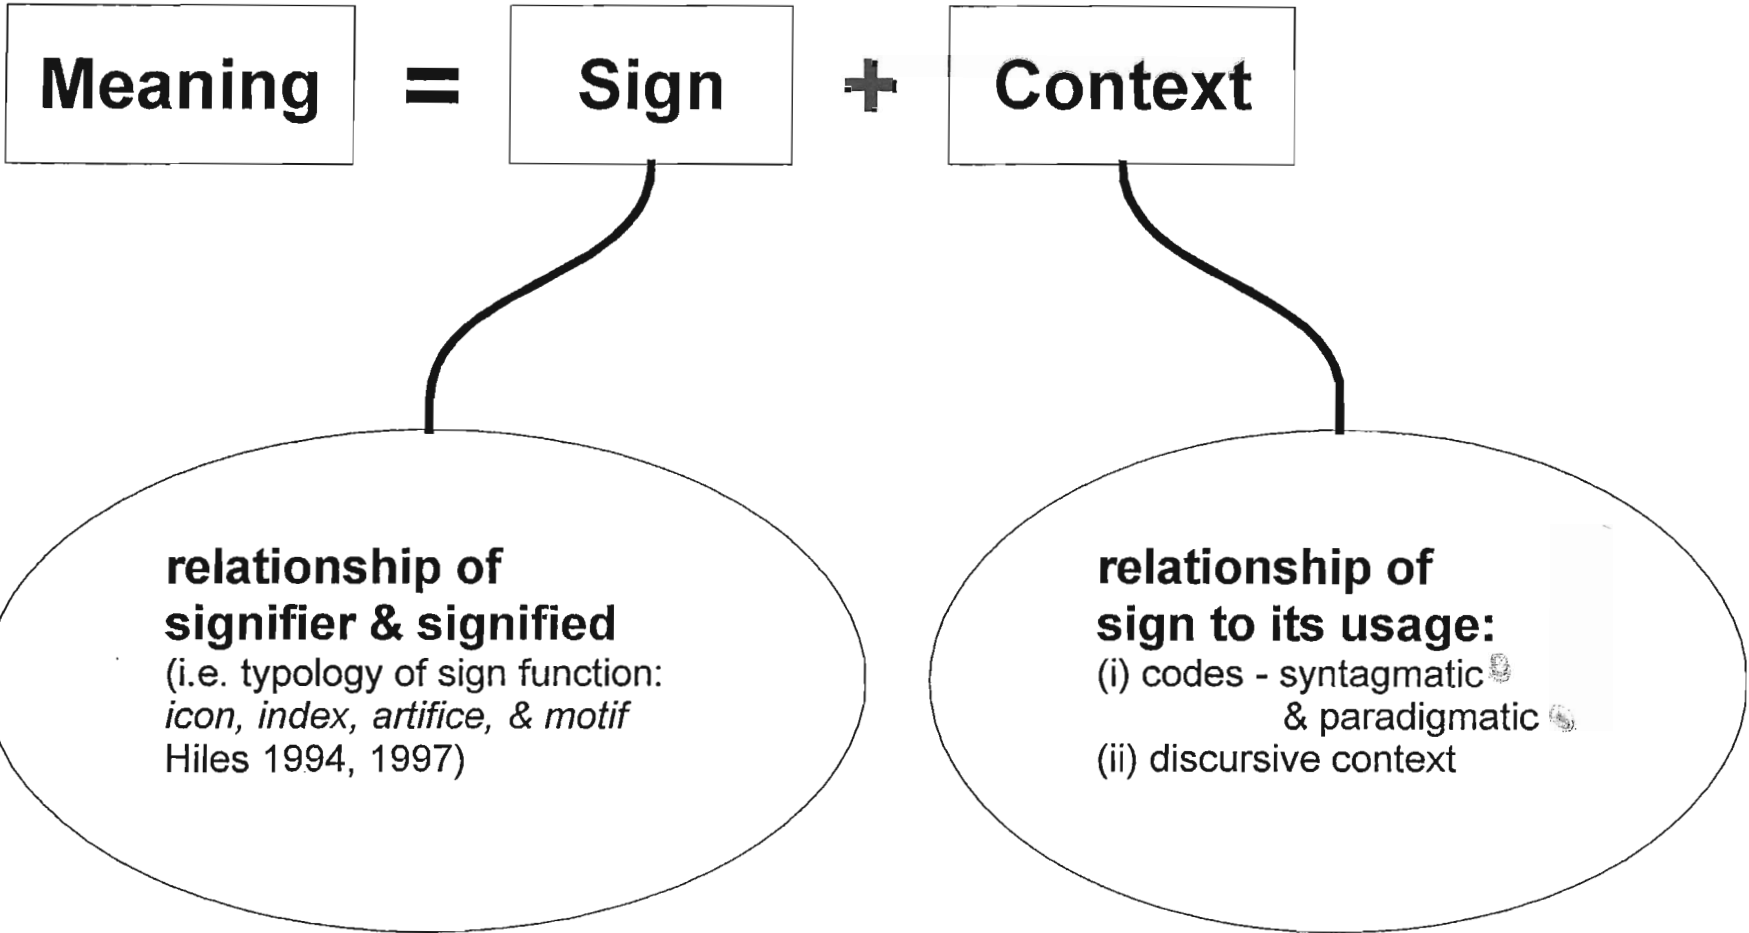 Meaning = Sign + Context
relationship of
signifier & signified
(i.e. typology of sign function:
icon, index, artifice, & motif
Hiles 1994, 1997)
relationship of
sign to its usage:
(i) codes - syntagmatic
& paradigmatic
(ii) discursive context